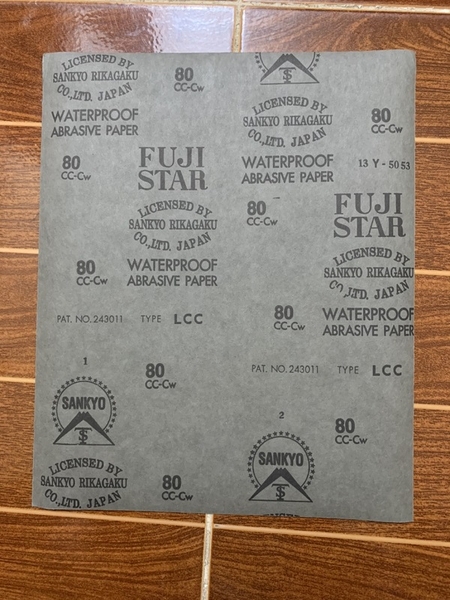 LICENSED BY
SANKYO RIKAGAKU
CO.,LTD. JAPAN
80
CC-Cw
LICENSED BY
SANKYO RIKAGAKU
CO.,LTD. JAPAN
80
CC-Cw
WATERPROOF
ABRASIVE PAPER
80
CC-Cw
FUJI
STAR
WATERPROOF
ABRASIVE PAPER
13 Y - 5053
LICENSED BY
SANKYO RIKAGAKU
CO.,LTD. JAPAN
80
CC-Cw
FUJI
STAR
80
CC-Cw
WATERPROOF
ABRASIVE PAPER
LICENSED BY
SANKYO RIKAGAKU
CO.,LTD. JAPAN
PAT. NO. 243011 TYPE LCC
80
CC-Cw
WATERPROOF
ABRASIVE PAPER
1
80
CC-Cw
PAT. NO. 243011 TYPE LCC
SANKYO
2
80
CC-Cw
LICENSED BY
SANKYO RIKAGAKU
CO.,LTD. JAPAN
80
CC-Cw
SANKYO